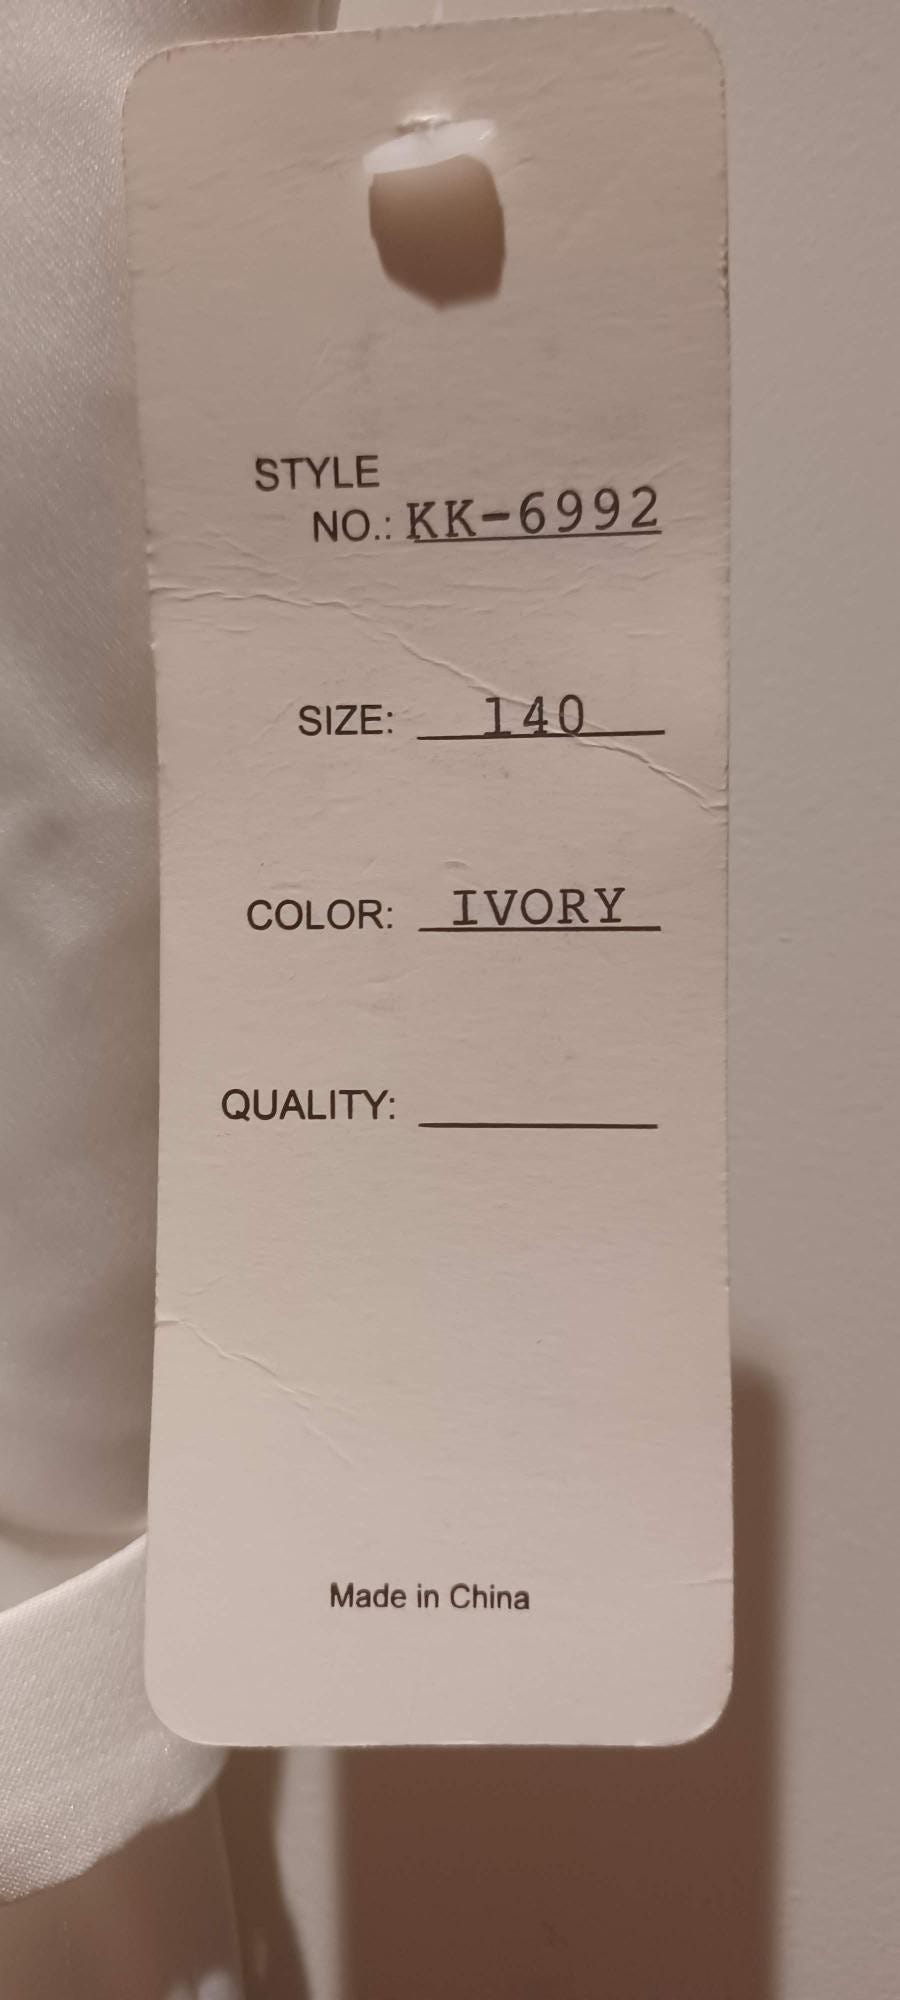 STYLE
NO.: KK-6992
SIZE: 140
COLOR: IVORY
QUALITY:
Made in China